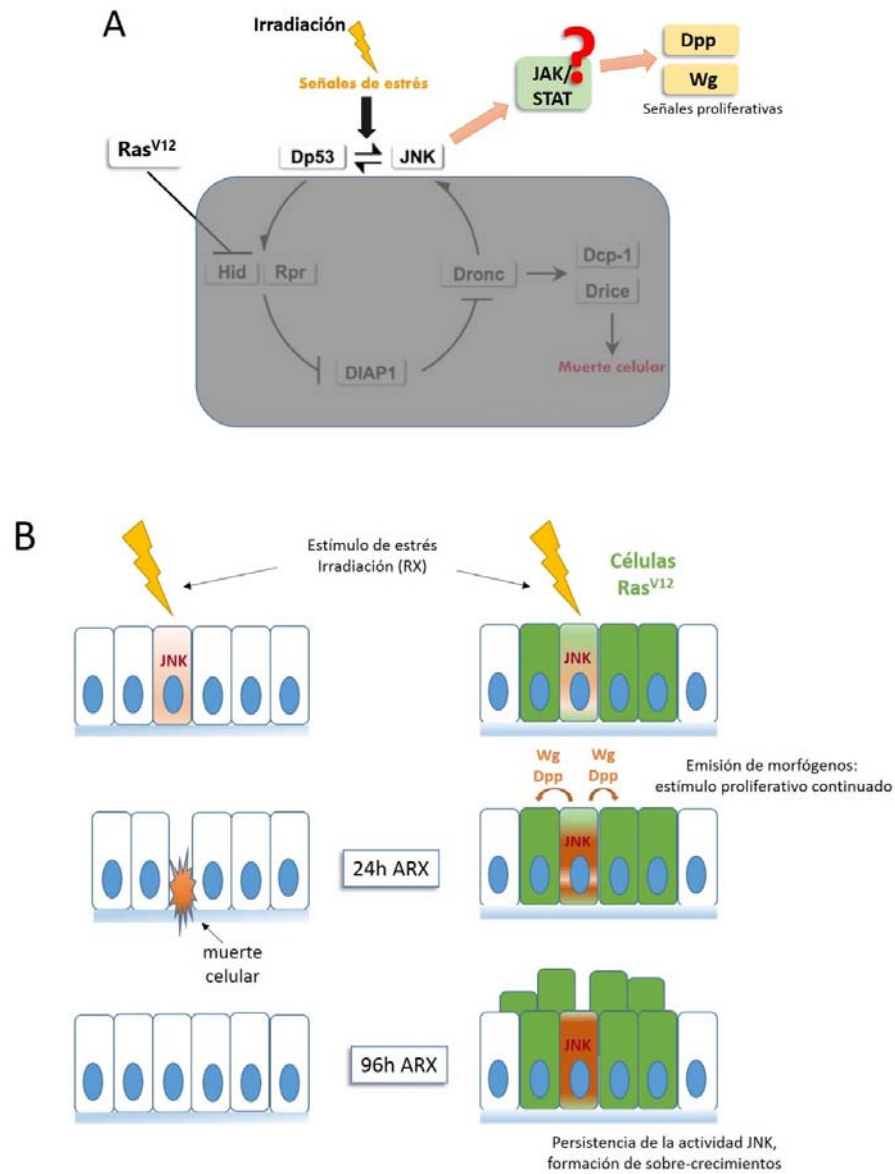 A
Irradiación
Señales de estrés
JAK/
STAT
?
Dpp
Wg
Señales proliferativas
Ras^V12
Dp53
JNK
Hid
Rpr
Dronc
Dcp-1
Drice
DIAP1
Muerte celular
B
Estímulo de estrés
Irradiación (RX)
Células
Ras^V12
JNK
JNK
Wg
Dpp
Wg
Dpp
Emisión de morfógenos:
estímulo proliferativo continuado
24h ARX
JNK
muerte
celular
96h ARX
JNK
Persistencia de la actividad JNK,
formación de sobre-crecimientos